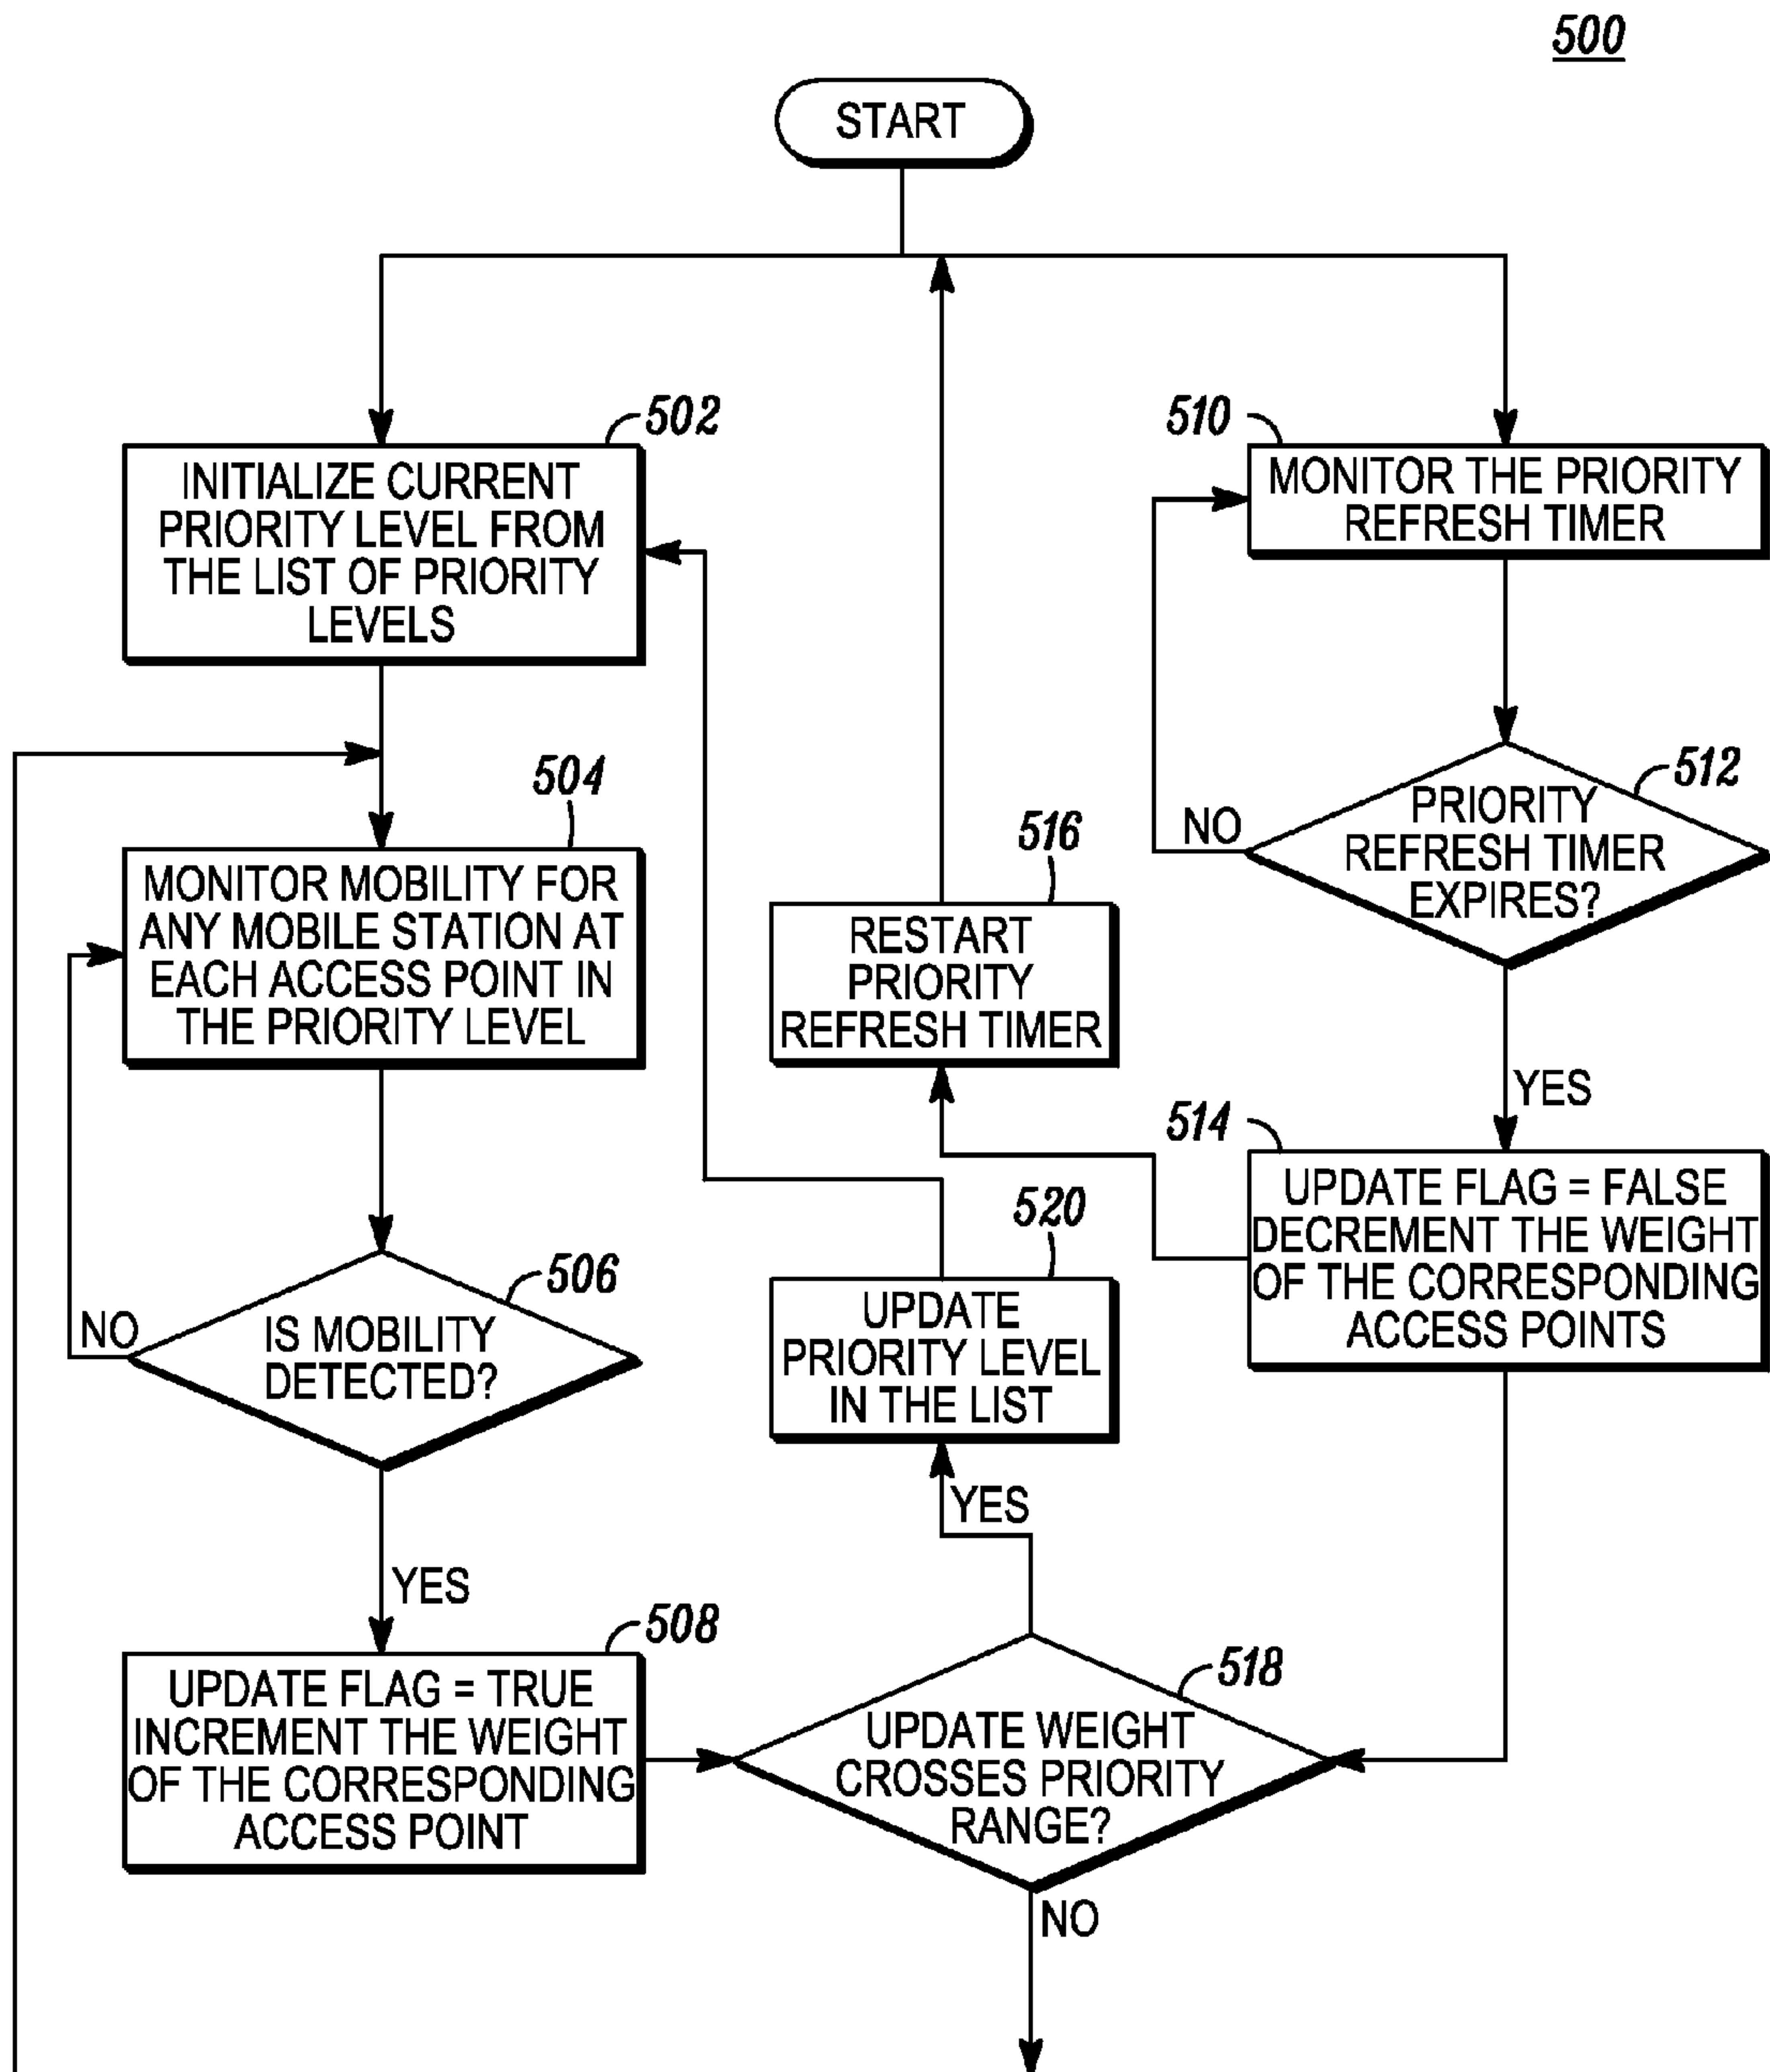 500
START
502
INITIALIZE CURRENT
PRIORITY LEVEL FROM
THE LIST OF PRIORITY
LEVELS
510
MONITOR THE PRIORITY
REFRESH TIMER
504
MONITOR MOBILITY FOR
ANY MOBILE STATION AT
EACH ACCESS POINT IN
THE PRIORITY LEVEL
512
PRIORITY
REFRESH TIMER
EXPIRES?
NO
YES
516
RESTART
PRIORITY
REFRESH TIMER
514
UPDATE FLAG = FALSE
DECREMENT THE WEIGHT
OF THE CORRESPONDING
ACCESS POINTS
506
IS MOBILITY
DETECTED?
NO
YES
520
UPDATE
PRIORITY LEVEL
IN THE LIST
YES
508
UPDATE FLAG = TRUE
INCREMENT THE WEIGHT
OF THE CORRESPONDING
ACCESS POINT
518
UPDATE WEIGHT
CROSSES PRIORITY
RANGE?
NO